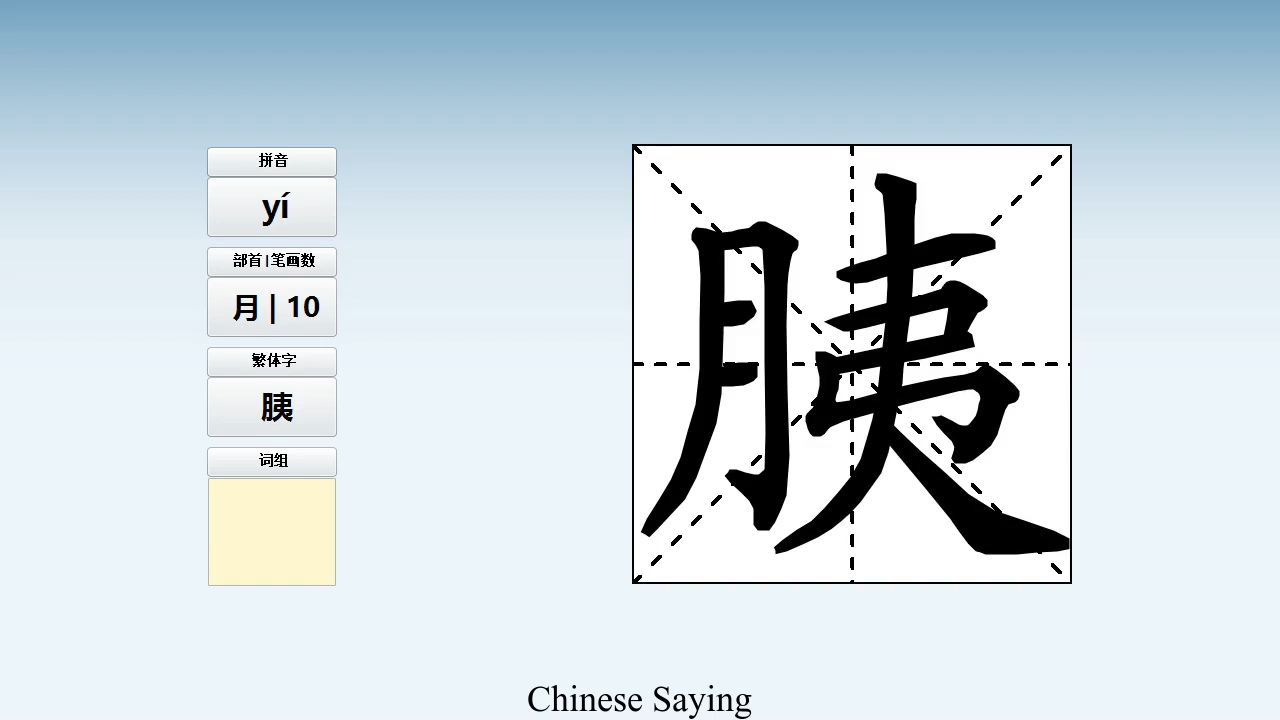 拼音
yí
部首|笔画数
月 | 10
繁体字
胰
词组
胰
Chinese Saying